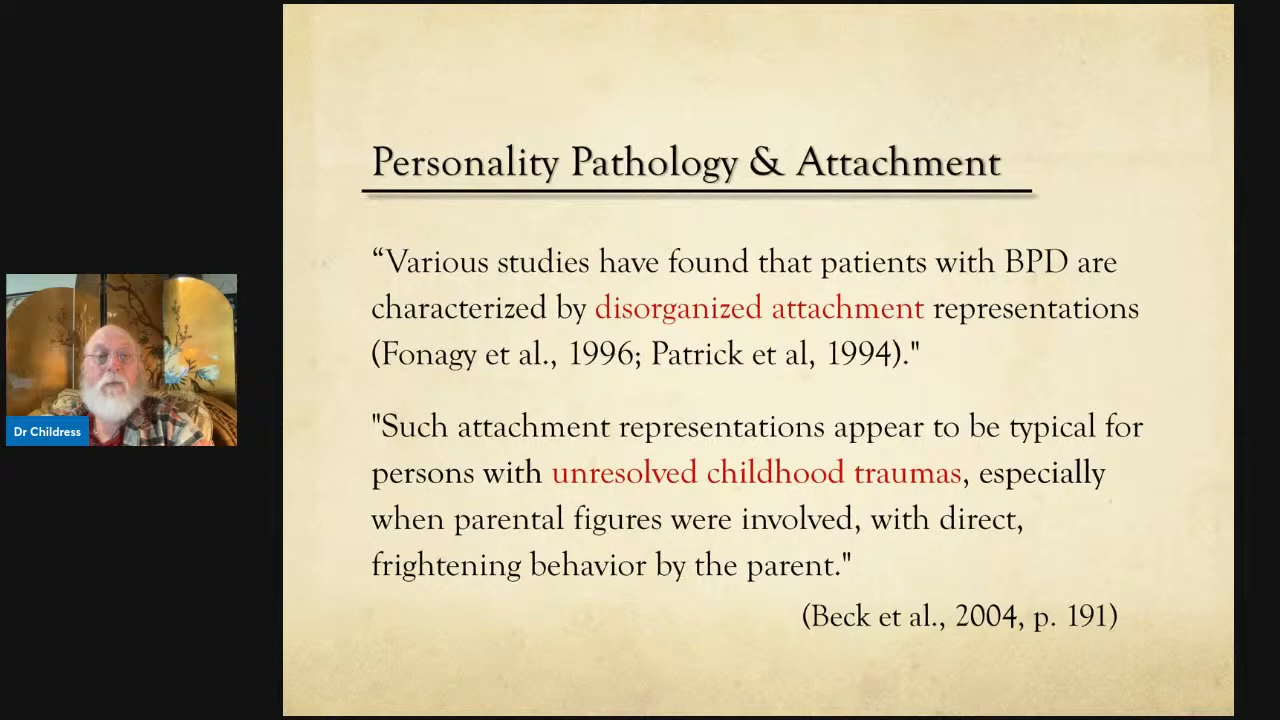 Personality Pathology & Attachment
“Various studies have found that patients with BPD are
characterized by disorganized attachment representations
(Fonagy et al., 1996; Patrick et al, 1994)."
"Such attachment representations appear to be typical for
persons with unresolved childhood traumas, especially
when parental figures were involved, with direct,
frightening behavior by the parent."
(Beck et al., 2004, p. 191)
Dr Childress